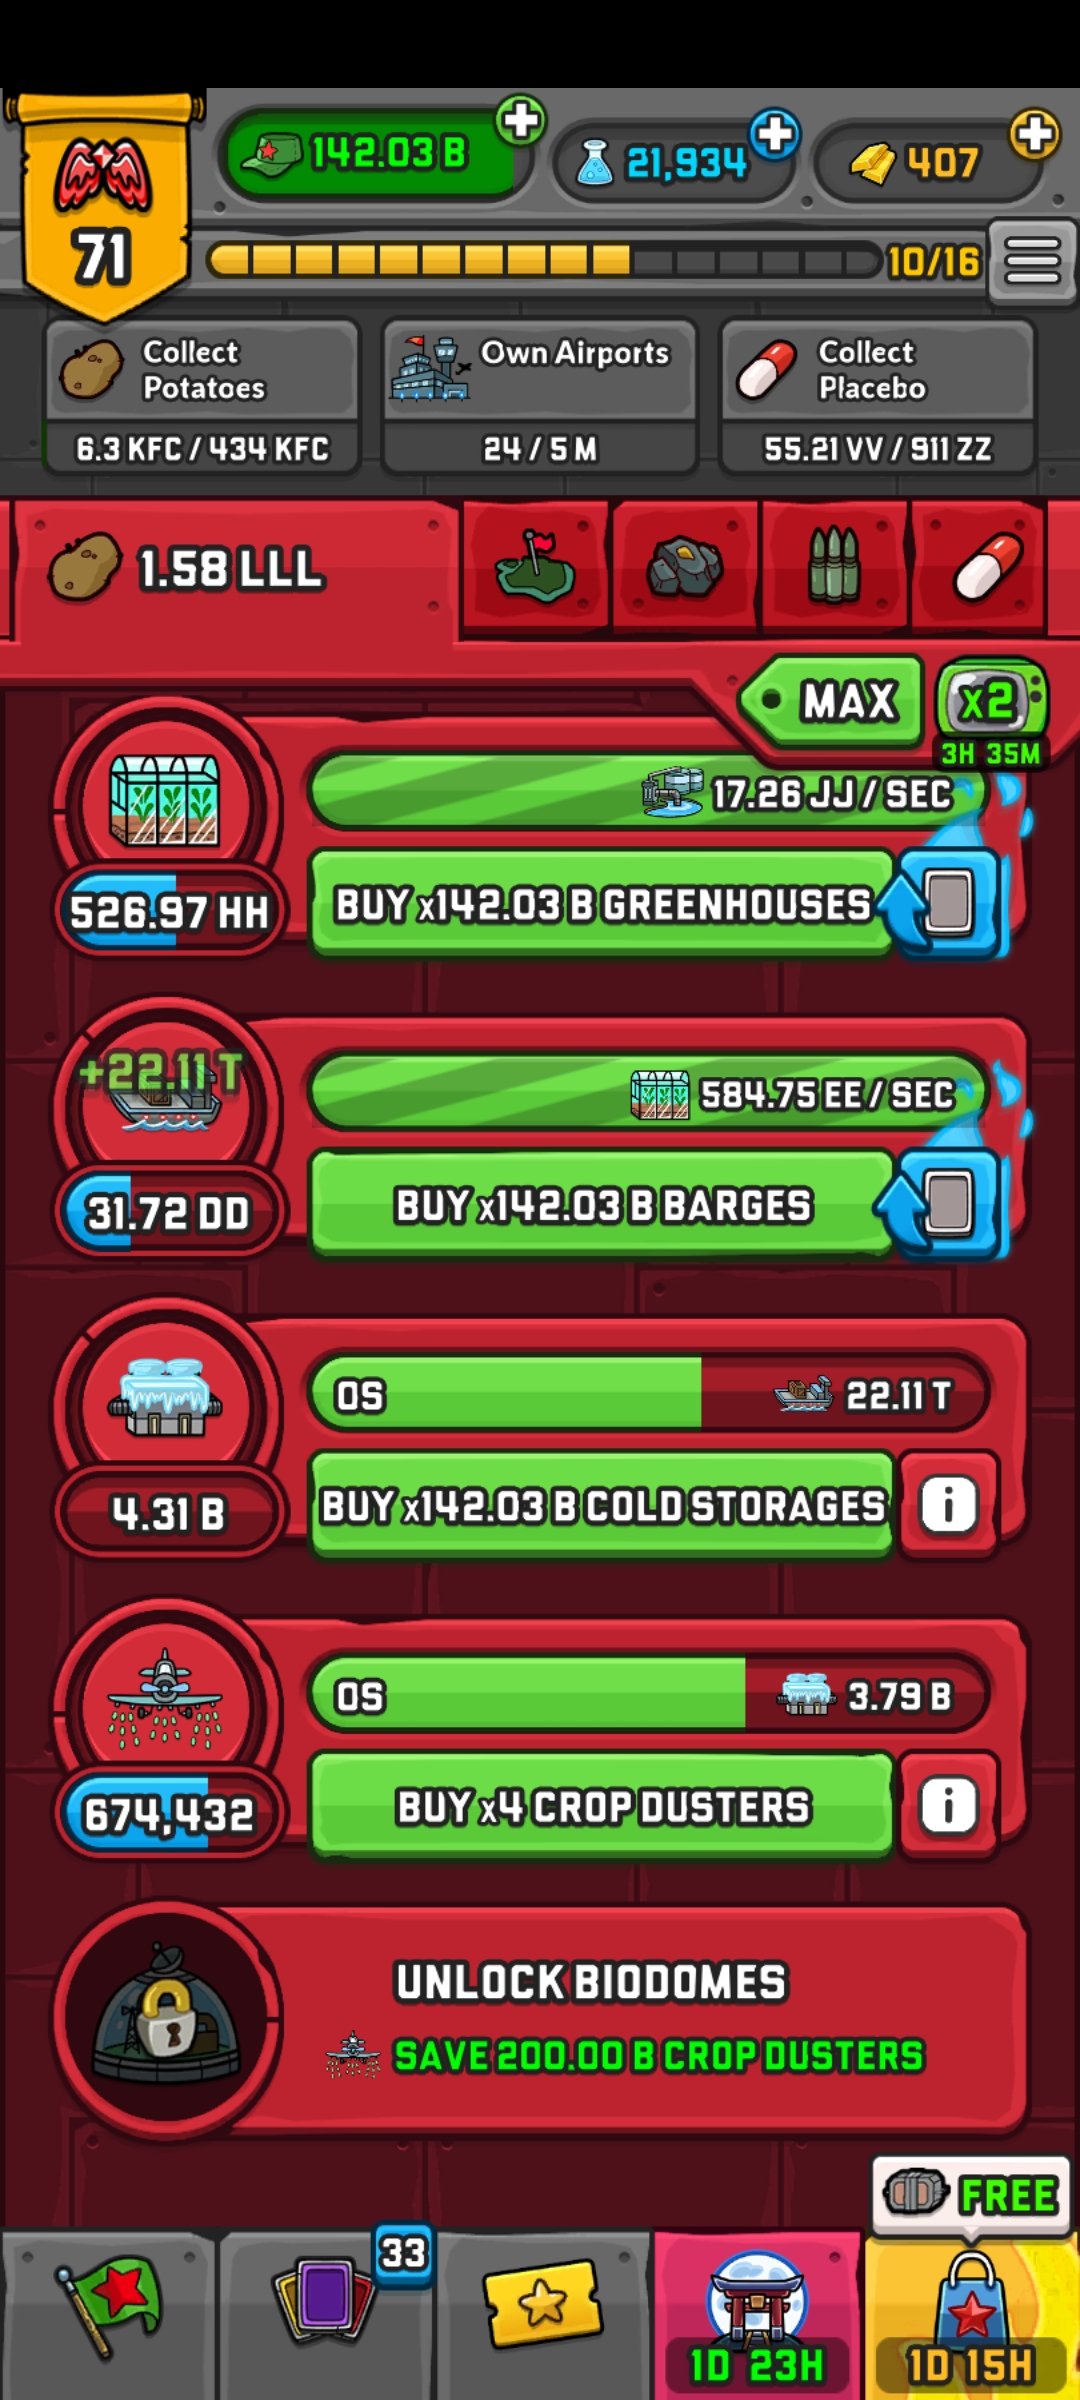 142.03 B
21,934
407
71
10/16
Collect
Potatoes
6.3 KFC / 434 KFC
Own Airports
24 / 5 M
Collect
Placebo
55.21 VV / 911 ZZ
1.58 LLL
MAX
x2
3H 35M
17.26 JJ / SEC
526.97 HH
BUY x142.03 B GREENHOUSES
+22.11 T
584.75 EE / SEC
31.72 DD
BUY x142.03 B BARGES
0S
22.11 T
4.31 B
BUY x142.03 B COLD STORAGES
i
0S
3.79 B
674,432
BUY x4 CROP DUSTERS
i
UNLOCK BIODOMES
SAVE 200.00 B CROP DUSTERS
FREE
33
1D 23H
1D 15H